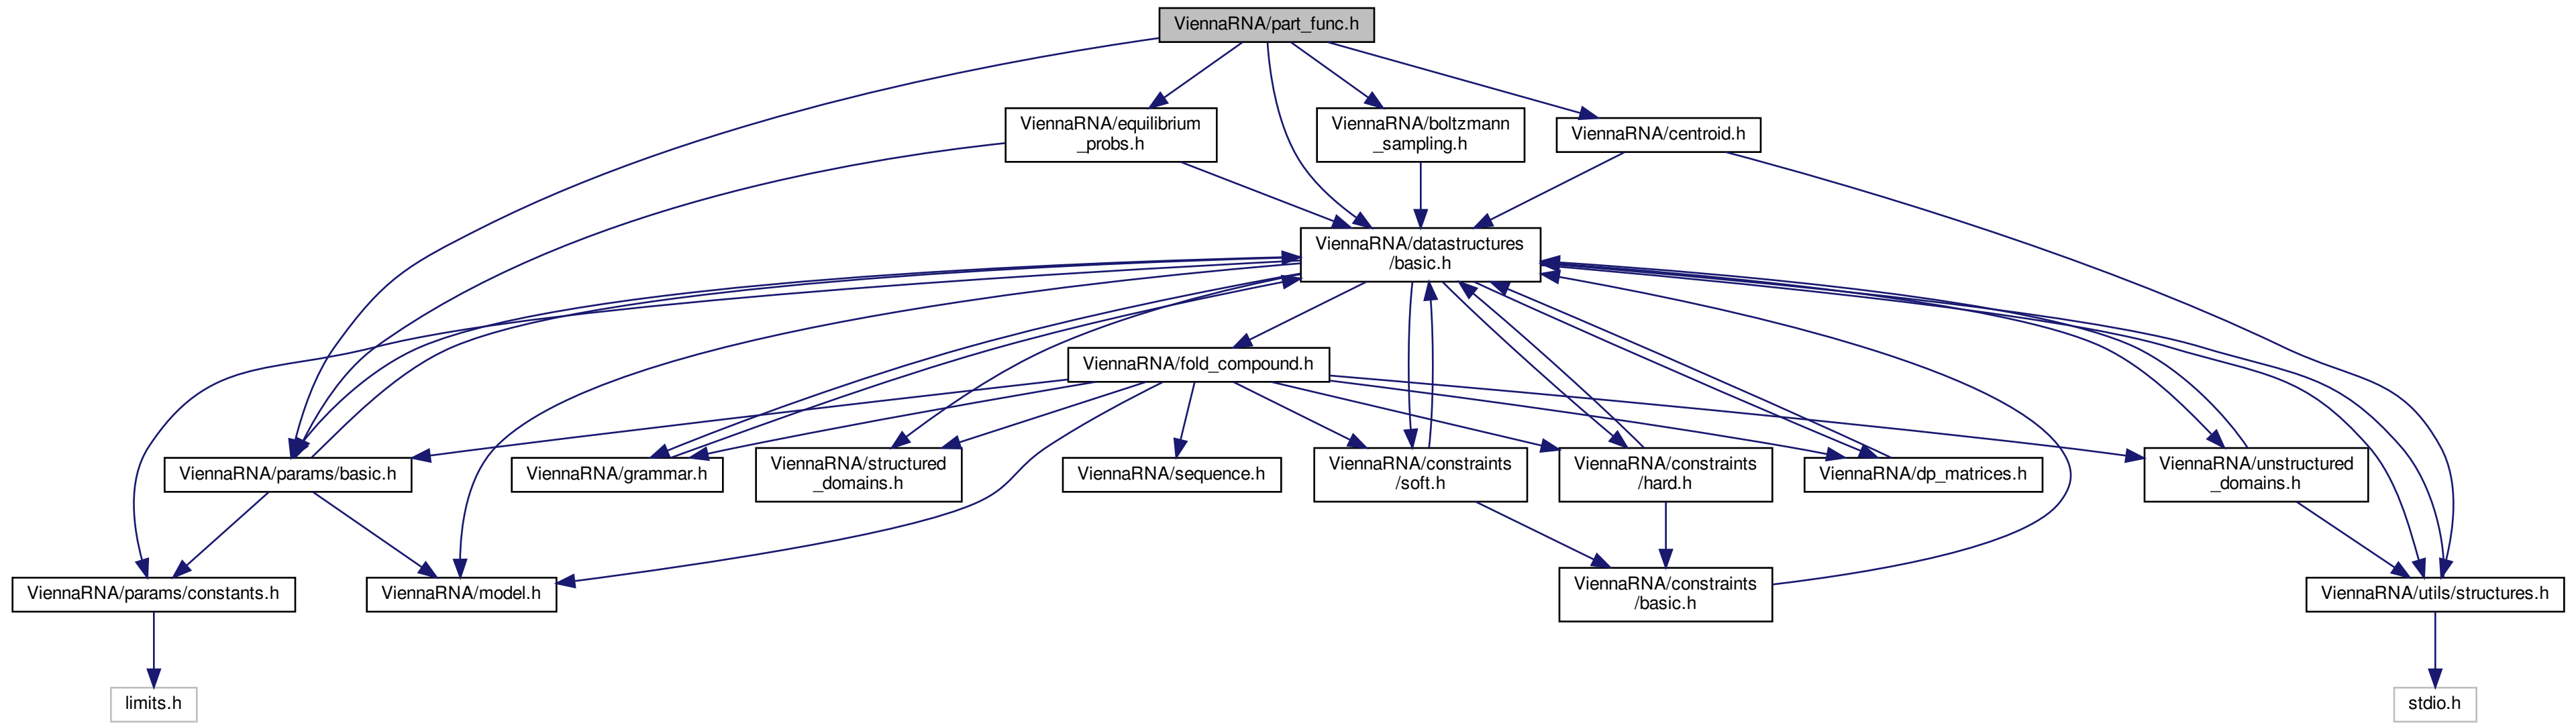 ViennaRNA/part_func.h
ViennaRNA/equilibrium
_probs.h
ViennaRNA/boltzmann
_sampling.h
ViennaRNA/centroid.h
ViennaRNA/datastructures
/basic.h
ViennaRNA/fold_compound.h
ViennaRNA/params/basic.h
ViennaRNA/grammar.h
ViennaRNA/structured
_domains.h
ViennaRNA/sequence.h
ViennaRNA/constraints
/soft.h
ViennaRNA/constraints
/hard.h
ViennaRNA/dp_matrices.h
ViennaRNA/unstructured
_domains.h
ViennaRNA/params/constants.h
ViennaRNA/model.h
ViennaRNA/constraints
/basic.h
ViennaRNA/utils/structures.h
limits.h
stdio.h